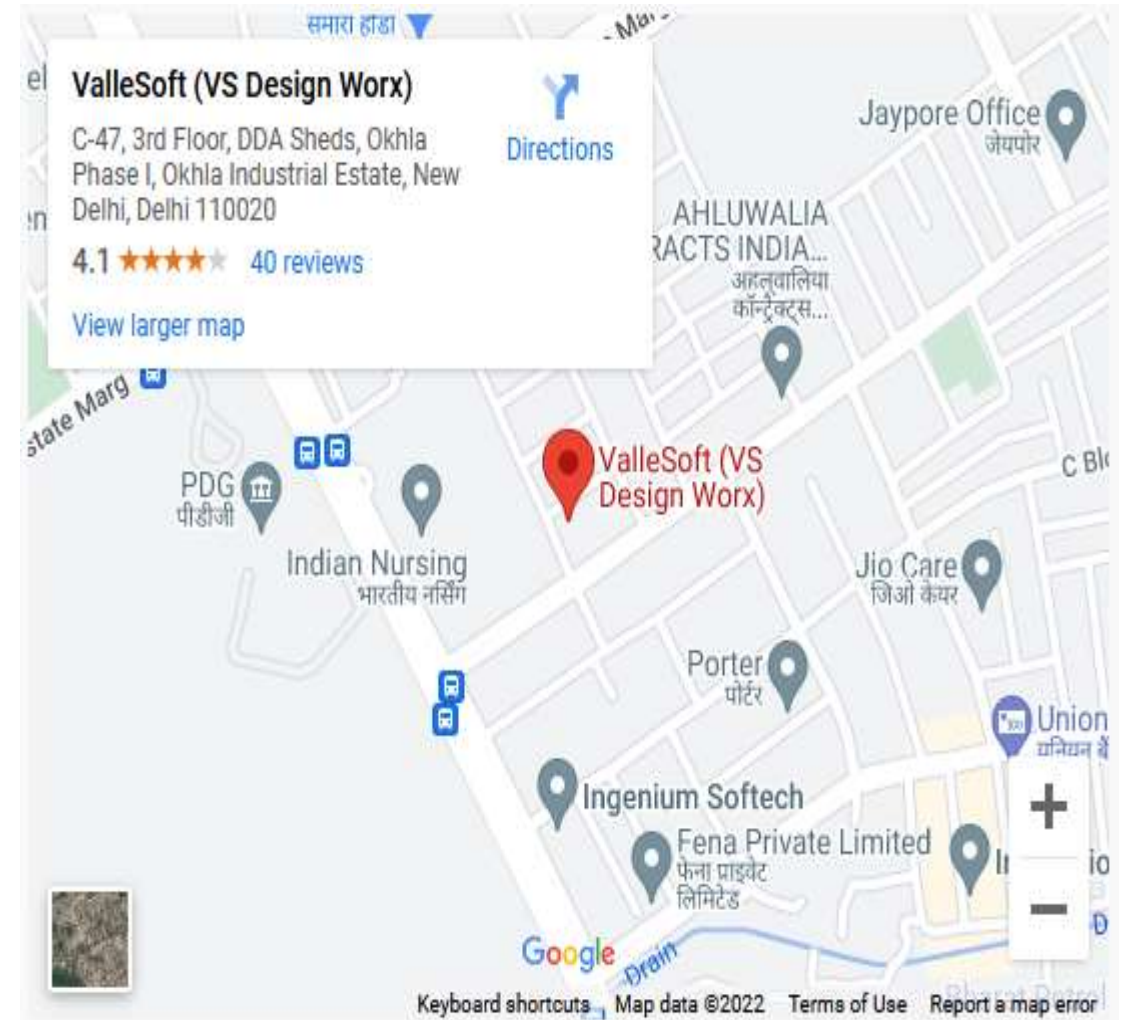 समारा होंडा
ValleSoft (VS Design Worx)
C-47, 3rd Floor, DDA Sheds, Okhla
Phase I, Okhla Industrial Estate, New
Delhi, Delhi 110020
4.1
40 reviews
View larger map
Directions
Jaypore Office
जेयपोर
AHLUWALIA
RACTS INDIA...
अहलूवालिया
कॉन्ट्रैक्ट्स...
state Marg
ValleSoft (VS
Design Worx)
PDG
पीडीजी
Indian Nursing
भारतीय नर्सिंग
Jio Care
जिओ केयर
Porter
पोर्टर
Union
Ingenium Softech
Fena Private Limited
फेना प्राइवेट
लिमिटेड
Google
Drain
Keyboard shortcuts Map data ©2022 Terms of Use Report a map error